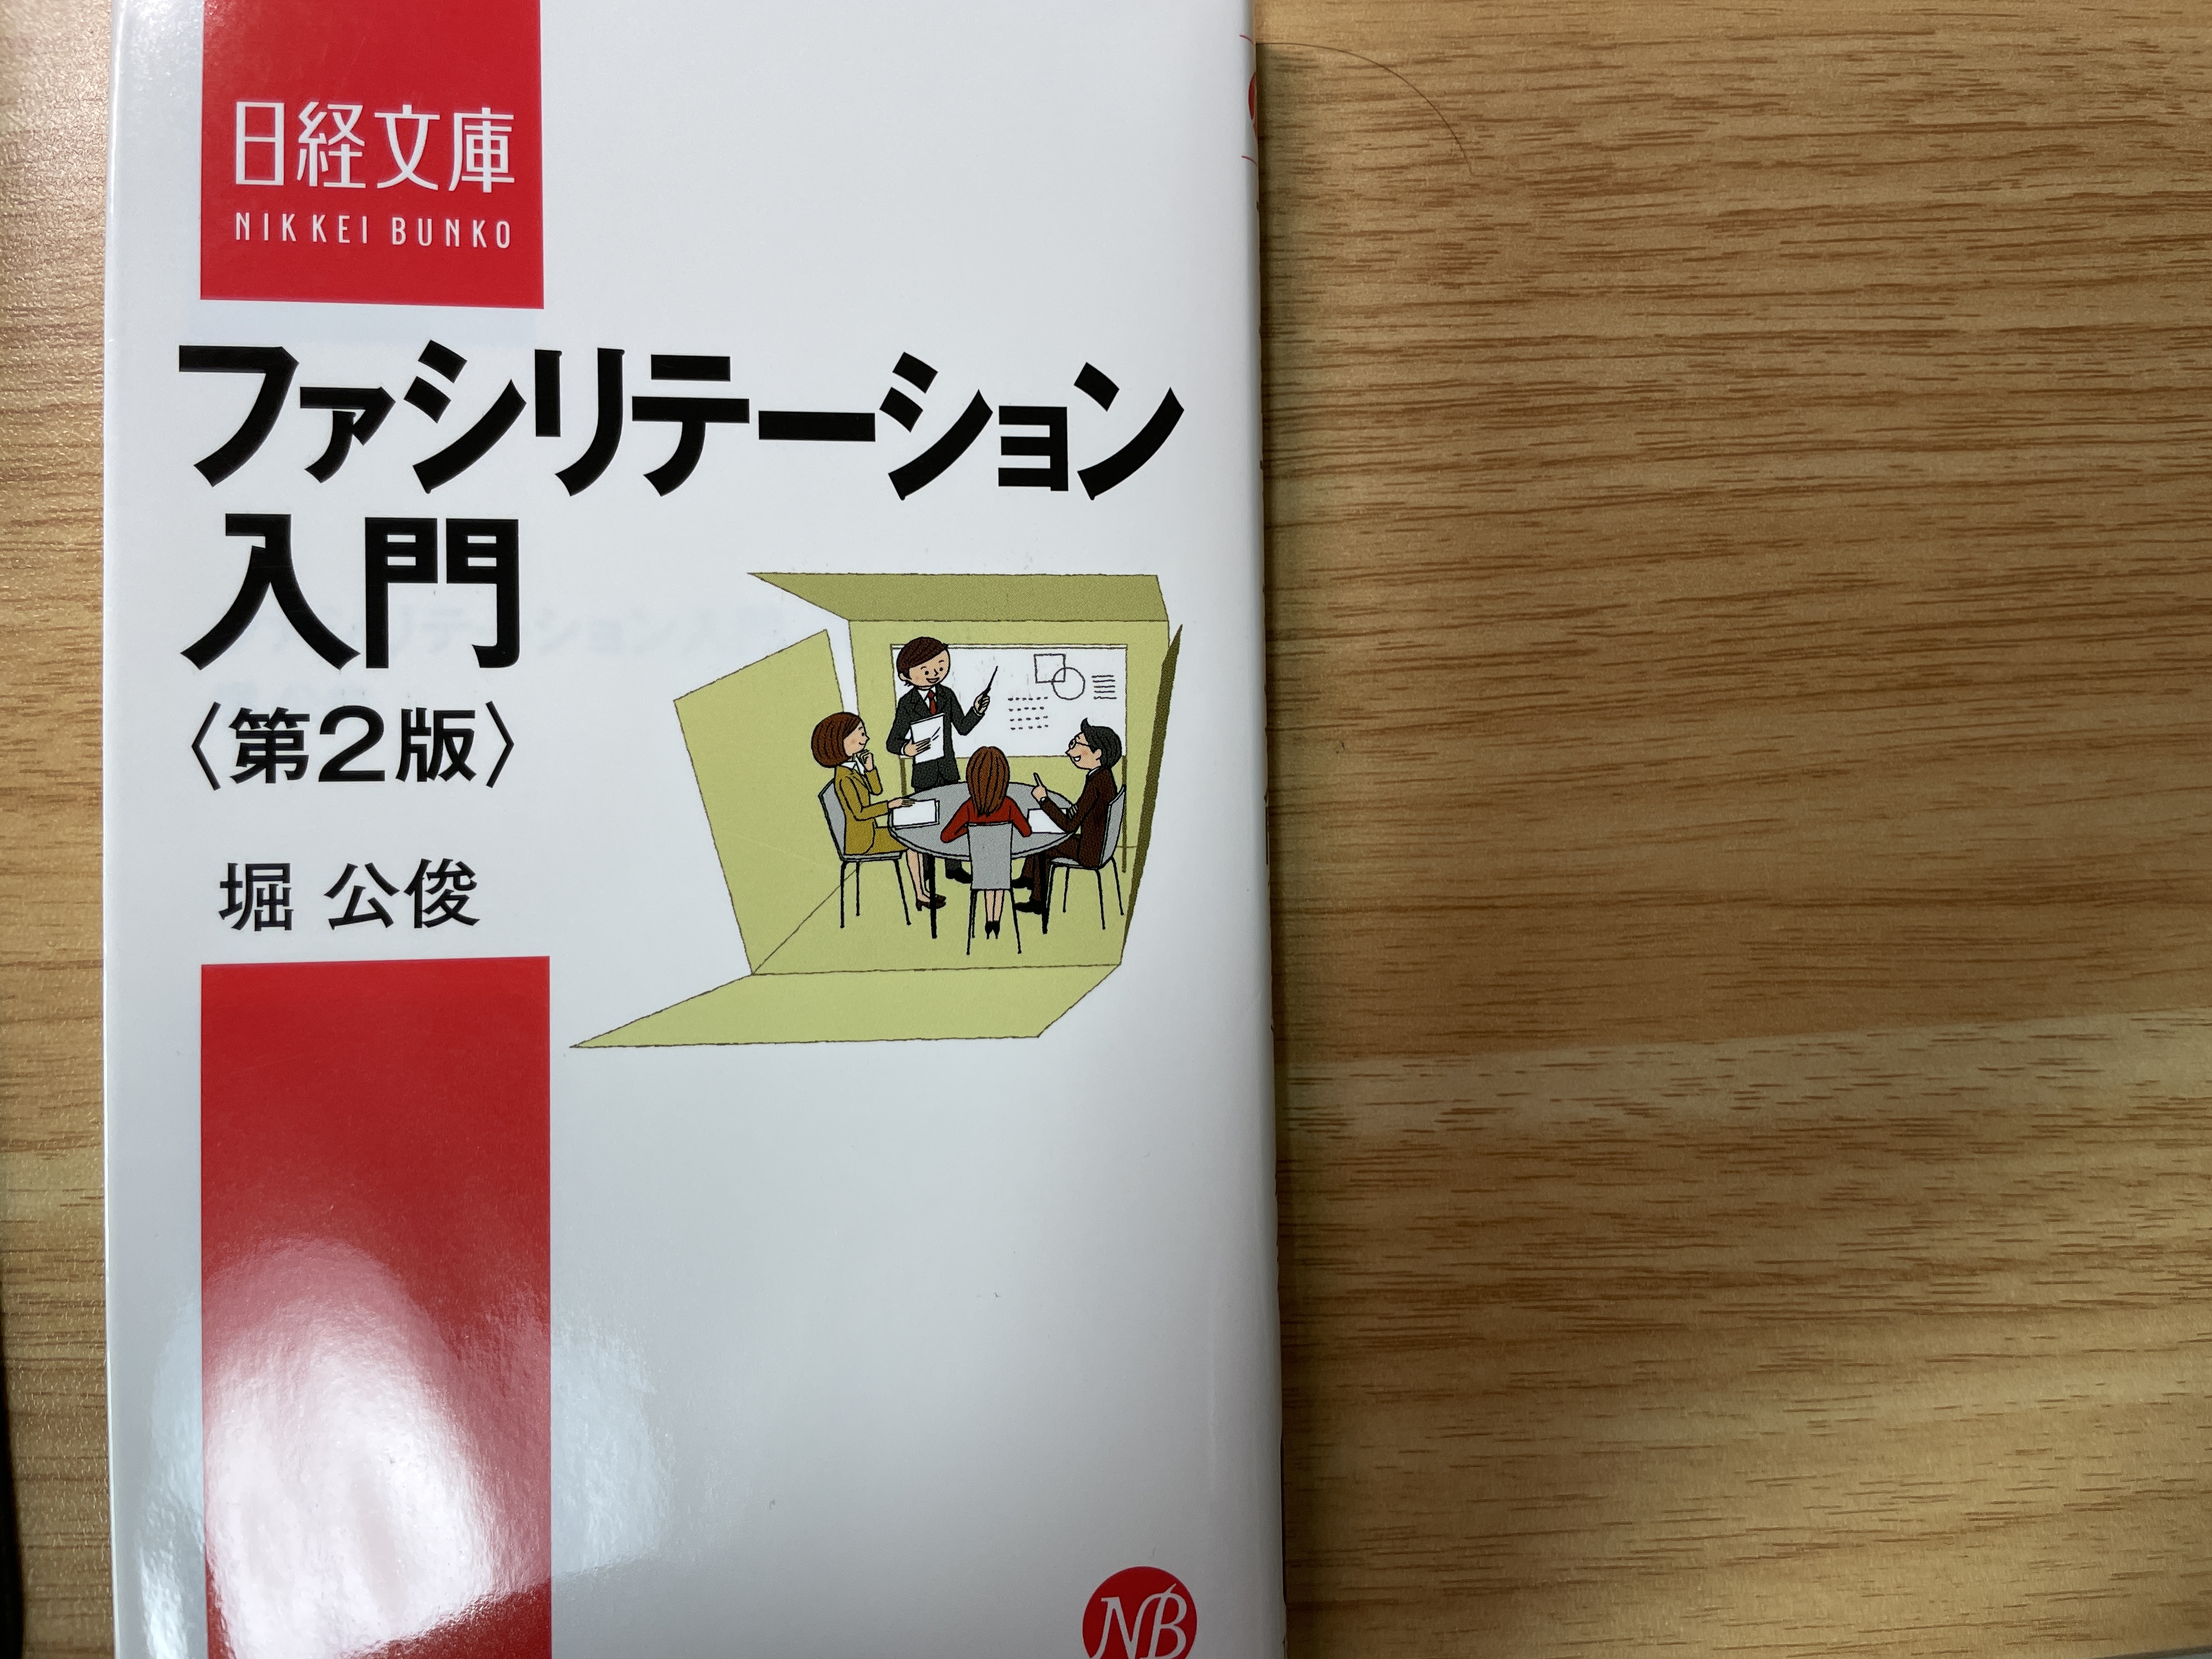 日経文庫
NIKKEI BUNKO
ファシリテーション
入門
〈第2版〉
堀 公俊
NB